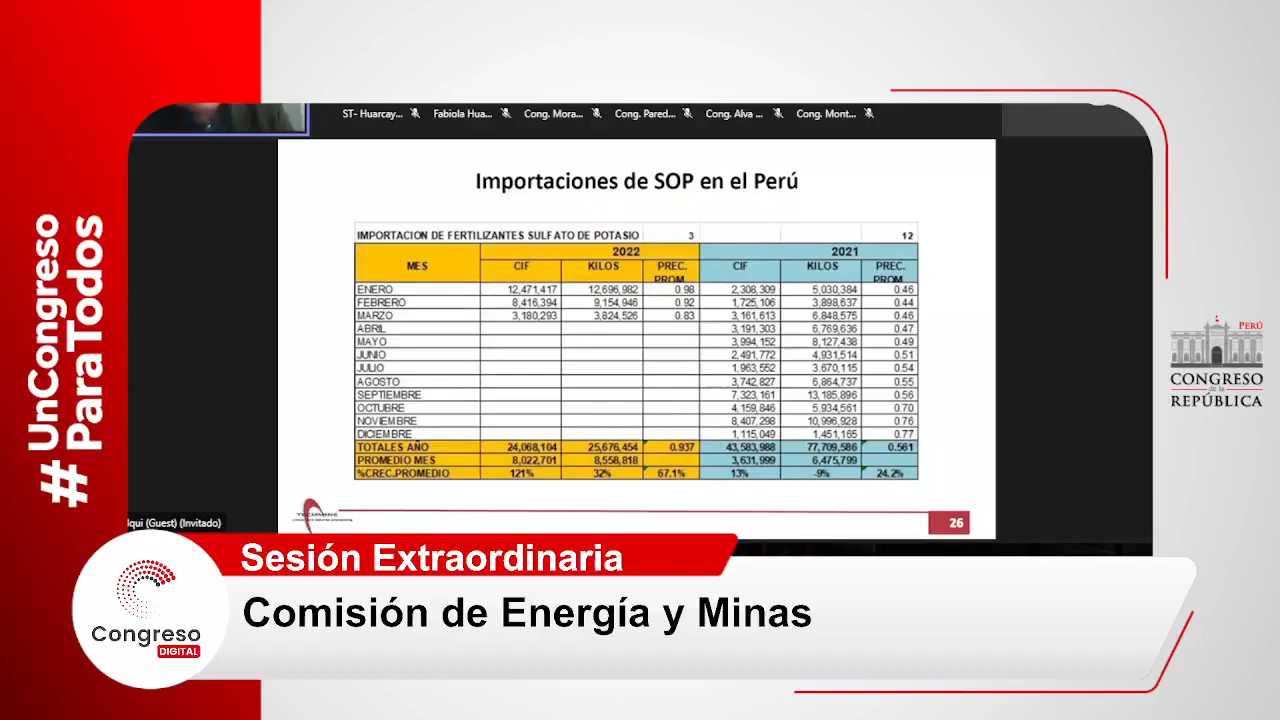 #UnCongreso
ParaTodos
ST- Huarcay... Fabiola Hua... Cong. Mora... Cong. Pared... Cong. Alva ... Cong. Mont...
Importaciones de SOP en el Perú
IMPORTACION DE FERTILIZANTES SULFATO DE POTASIO 3 12
2022 2021
MES CIF KILOS PREC. PROM. CIF KILOS PREC. PROM.
ENERO 12,471,417 12,696,982 0.98 2,308,309 5,030,384 0.46
FEBRERO 8,416,394 9,154,946 0.92 1,725,106 3,898,637 0.44
MARZO 3,180,293 3,824,526 0.83 3,161,613 6,848,575 0.46
ABRIL 3,191,303 6,769,636 0.47
MAYO 3,994,152 8,127,438 0.49
JUNIO 2,491,772 4,931,514 0.51
JULIO 1,963,552 3,670,115 0.54
AGOSTO 3,742,827 6,864,737 0.55
SEPTIEMBRE 7,323,161 13,185,896 0.56
OCTUBRE 4,159,846 5,934,561 0.70
NOVIEMBRE 8,407,298 10,996,928 0.76
DICIEMBRE 1,115,049 1,451,165 0.77
TOTALES AÑO 24,068,104 25,676,454 0.937 43,583,988 77,709,586 0.561
PROMEDIO MES 8,022,701 8,558,818 3,631,999 6,475,799
%CREC.PROMEDIO 121% 32% 67.1% 13% -9% 24.2%
26
lqui (Guest) (Invitado)
PERÚ
CONGRESO
de la
REPÚBLICA
Sesión Extraordinaria
Comisión de Energía y Minas
Congreso
DIGITAL